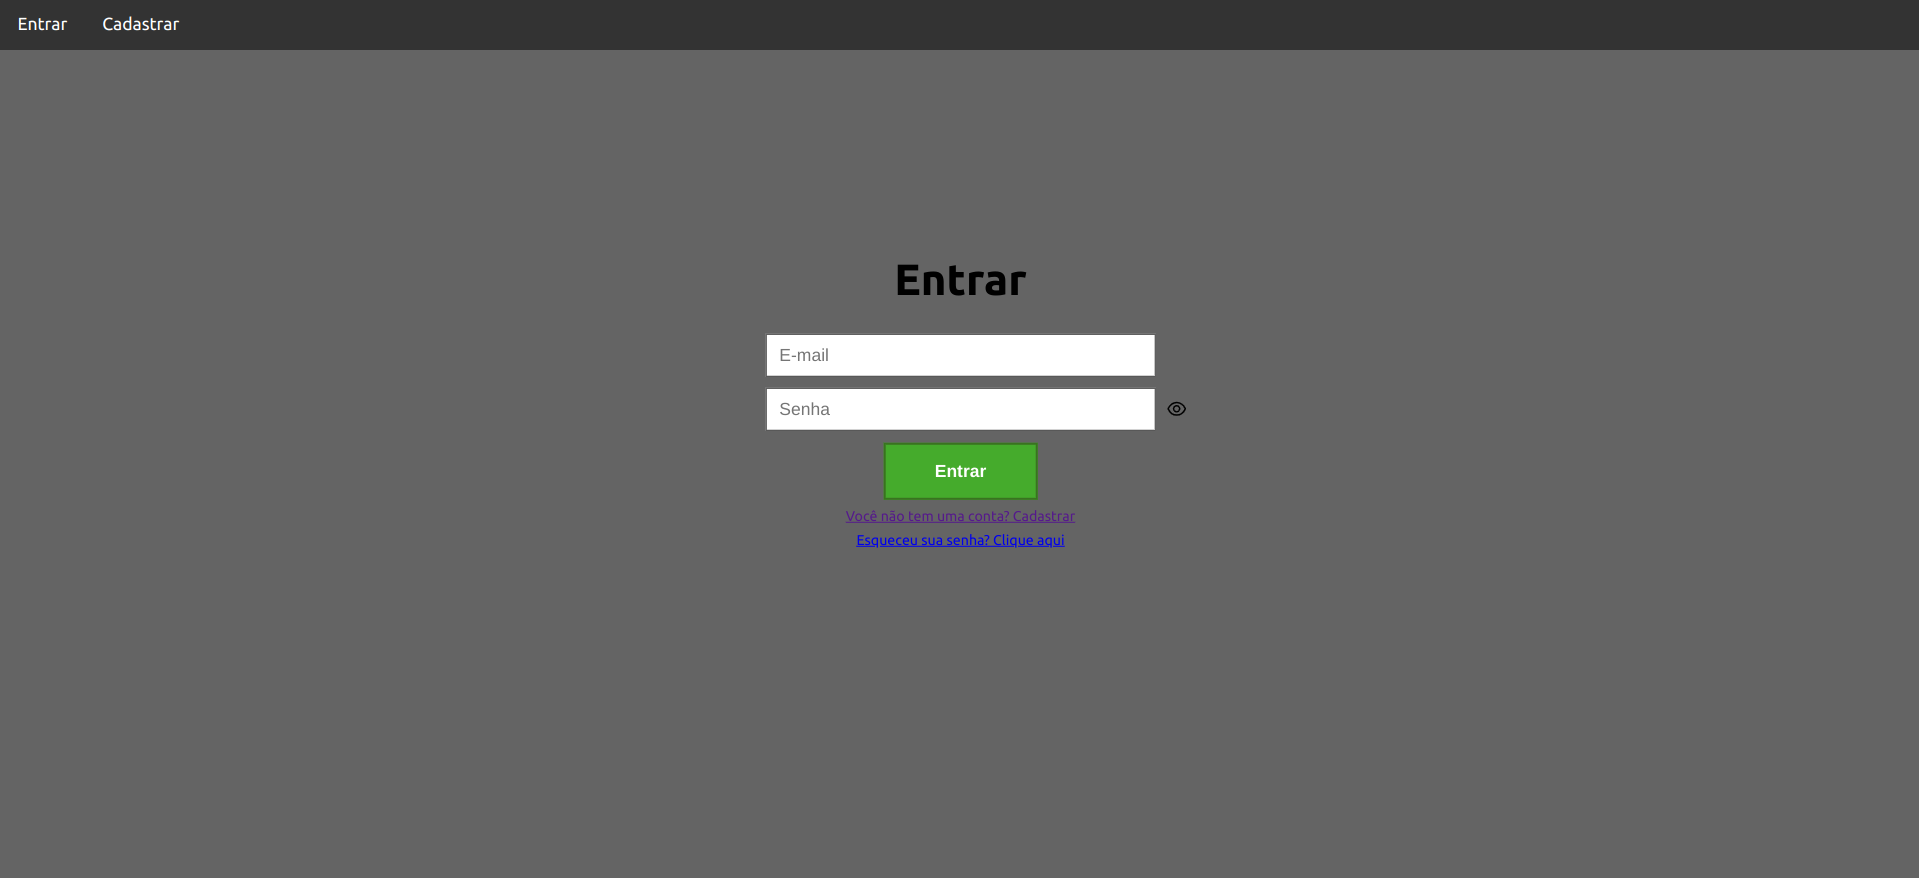 Entrar Cadastrar
Entrar
E-mail
Senha
Entrar
Você não tem uma conta? Cadastrar
Esqueceu sua senha? Clique aqui